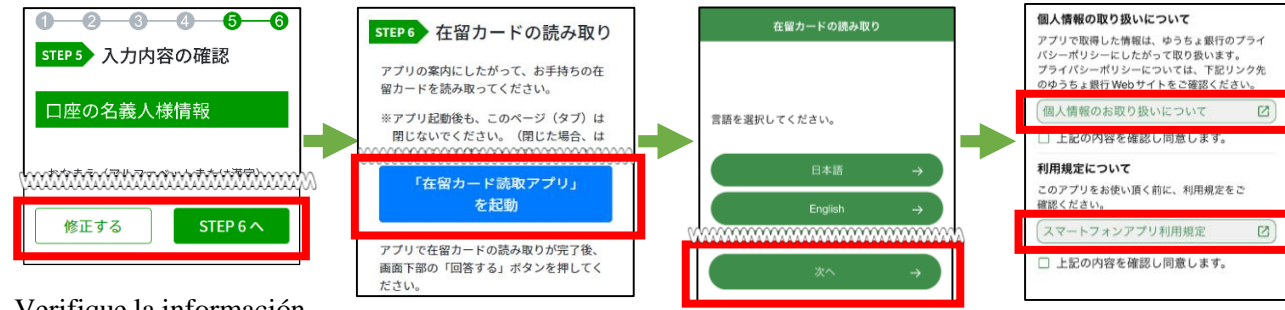 1 2 3 4 5 6
STEP 5 入力内容の確認
口座の名義人様情報
修正する
STEP 6 へ
Verifique la información
STEP 6 在留カードの読み取り
アプリの案内にしたがって、お手持ちの在
留カードを読み取ってください。
※アプリ起動後も、このページ(タブ)は
閉じないでください。(閉じた場合、は
「在留カード読取アプリ」
を起動
アプリで在留カードの読み取りが完了後、
画面下部の「回答する」ボタンを押してく
ださい。
在留カードの読み取り
言語を選択してください。
日本語 →
English →
次へ →
個人情報の取り扱いについて
アプリで取得した情報は、ゆうちょ銀行のプライ
バシーポリシーにしたがって取り扱います。
プライバシーポリシーについては、下記リンク先
のゆうちょ銀行Webサイトをご確認ください。
個人情報のお取り扱いについて
上記の内容を確認し同意します。
利用規定について
このアプリをお使い頂く前に、利用規定をご
確認ください。
スマートフォンアプリ利用規定
上記の内容を確認し同意します。